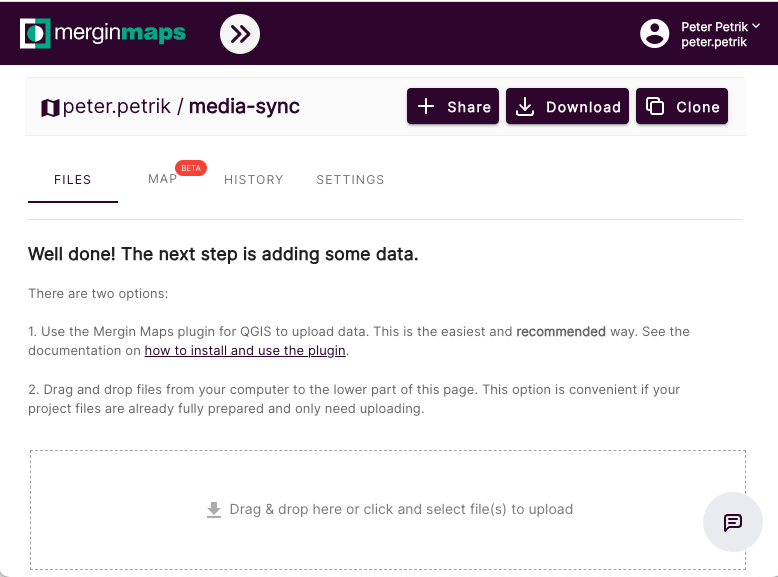 merginmaps
Peter Petrik
peter.petrik
peter.petrik / media-sync
Share
Download
Clone
FILES
MAP
BETA
HISTORY
SETTINGS
Well done! The next step is adding some data.
There are two options:
1. Use the Mergin Maps plugin for QGIS to upload data. This is the easiest and recommended way. See the
documentation on how to install and use the plugin.
2. Drag and drop files from your computer to the lower part of this page. This option is convenient if your
project files are already fully prepared and only need uploading.
Drag & drop here or click and select file(s) to upload